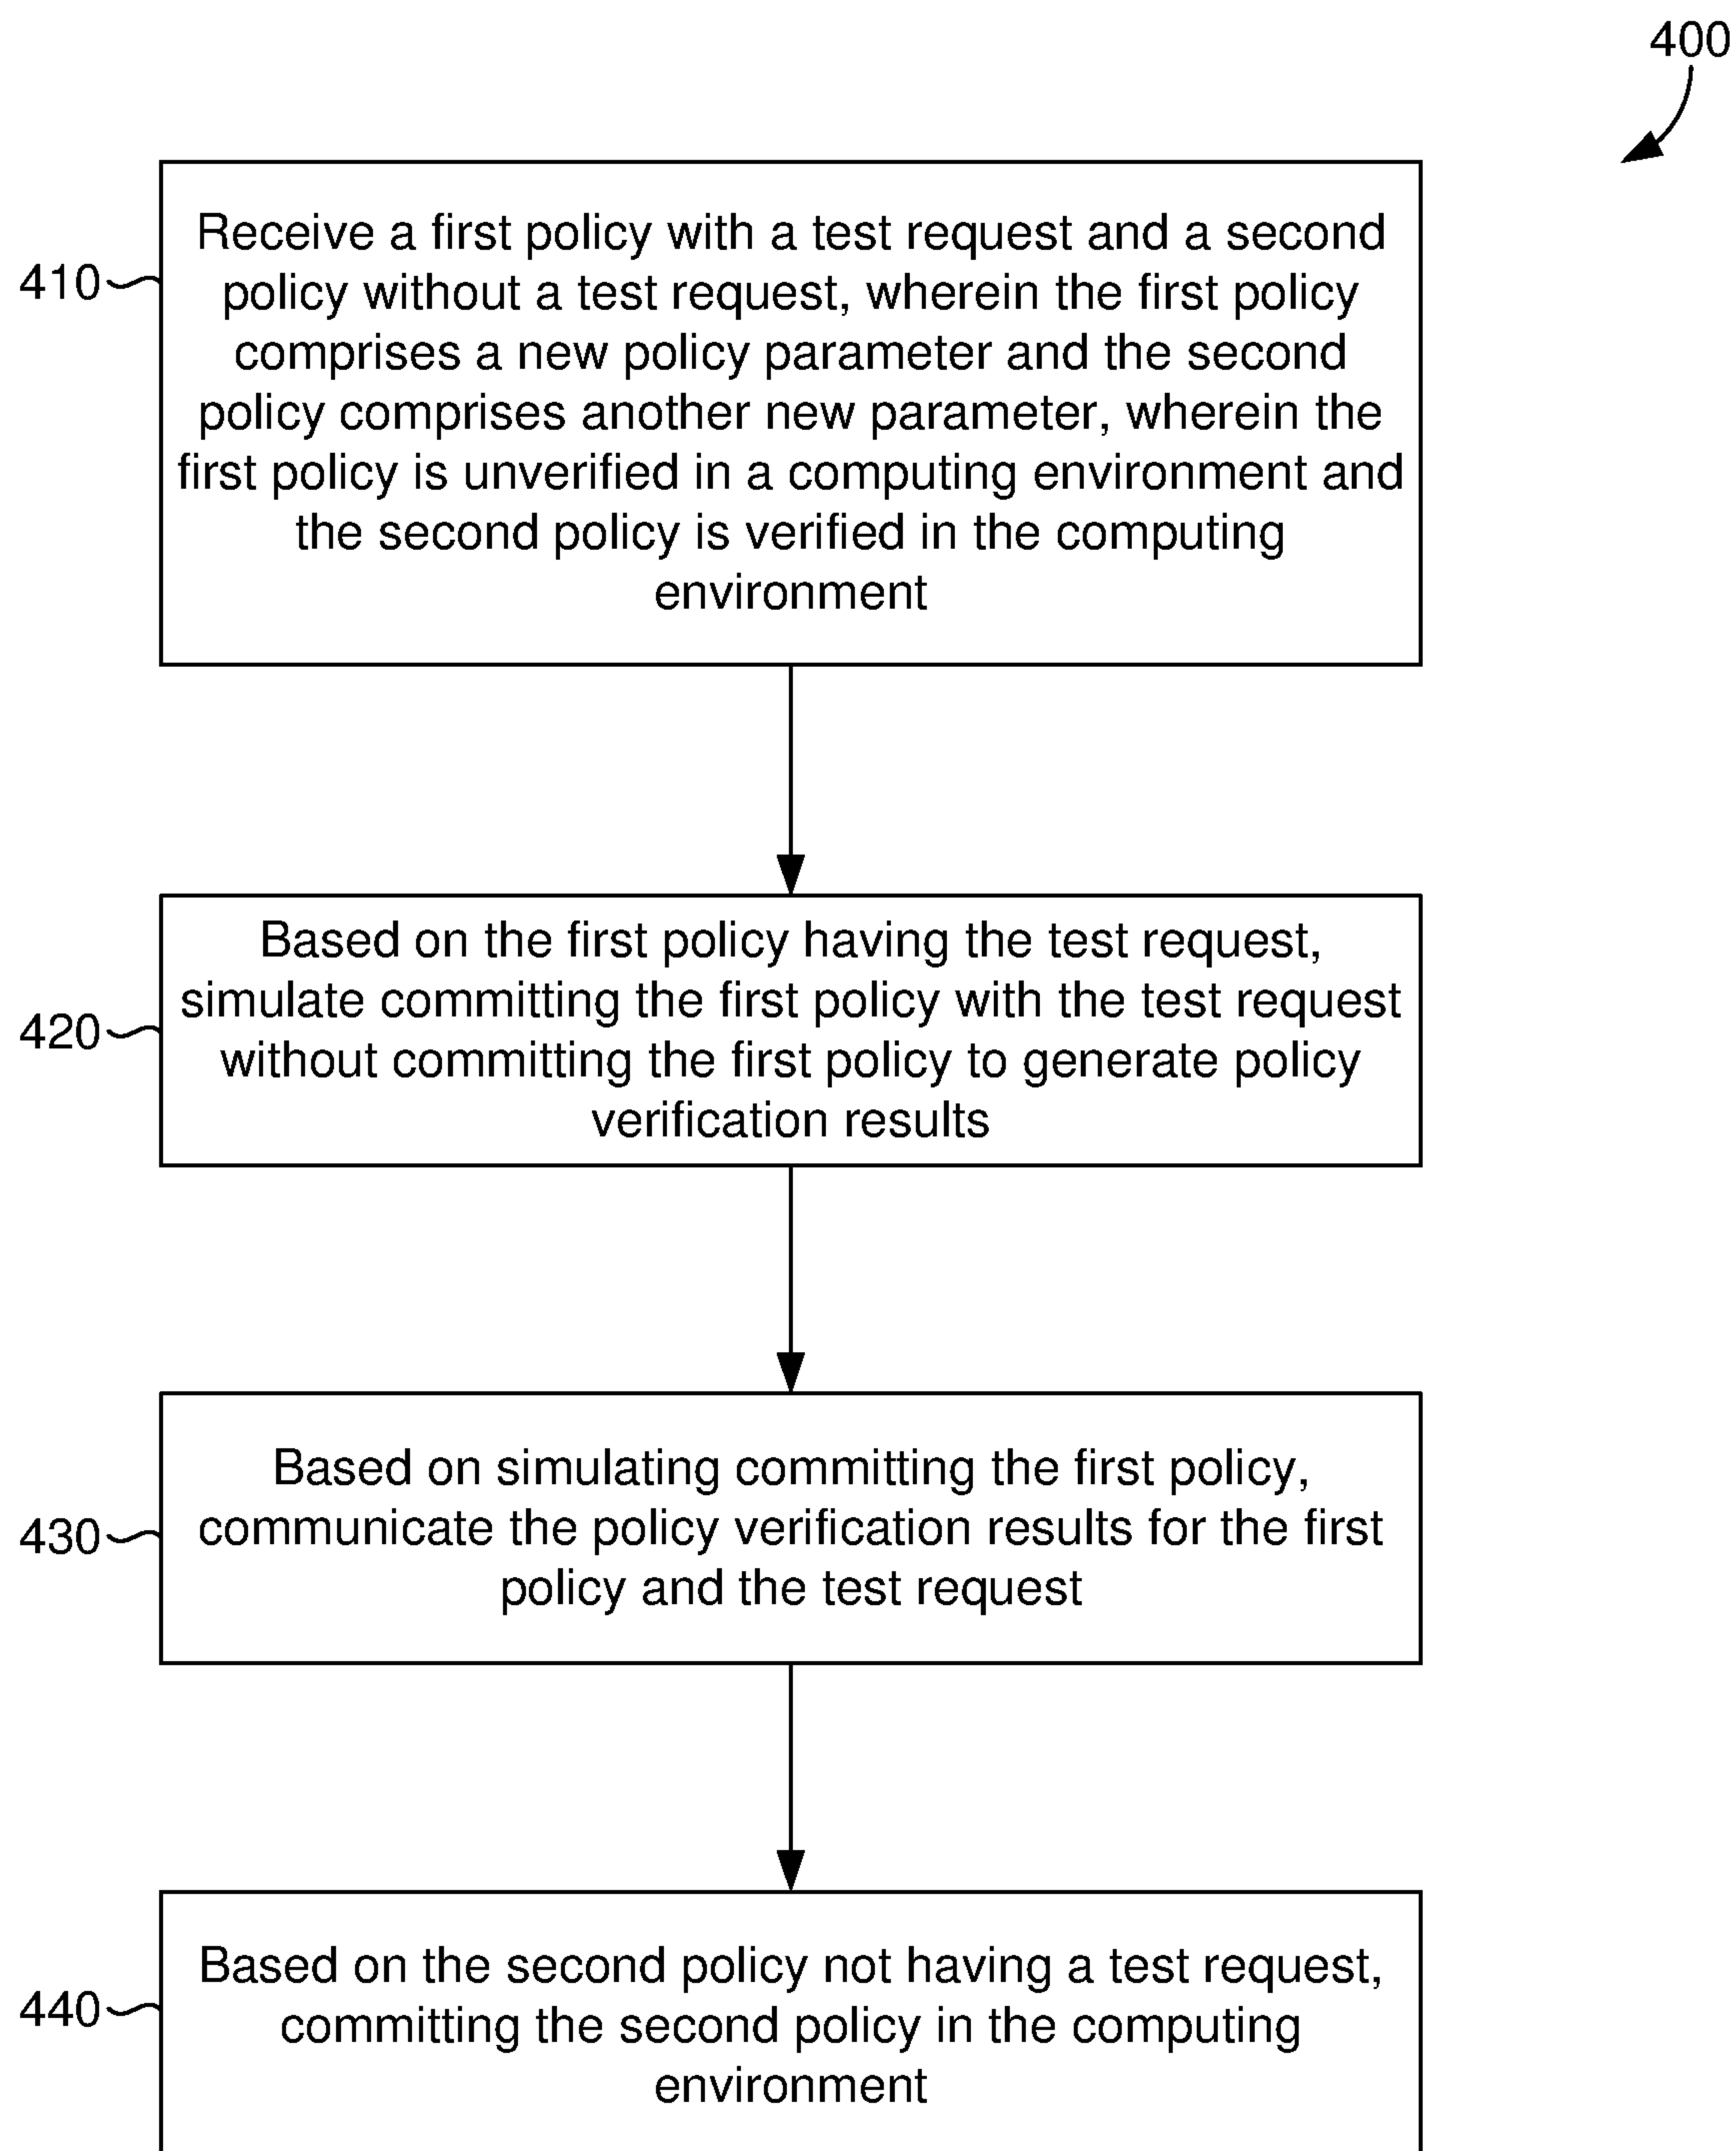 400
410
Receive a first policy with a test request and a second
policy without a test request, wherein the first policy
comprises a new policy parameter and the second
policy comprises another new parameter, wherein the
first policy is unverified in a computing environment and
the second policy is verified in the computing
environment
420
Based on the first policy having the test request,
simulate committing the first policy with the test request
without committing the first policy to generate policy
verification results
430
Based on simulating committing the first policy,
communicate the policy verification results for the first
policy and the test request
440
Based on the second policy not having a test request,
committing the second policy in the computing
environment